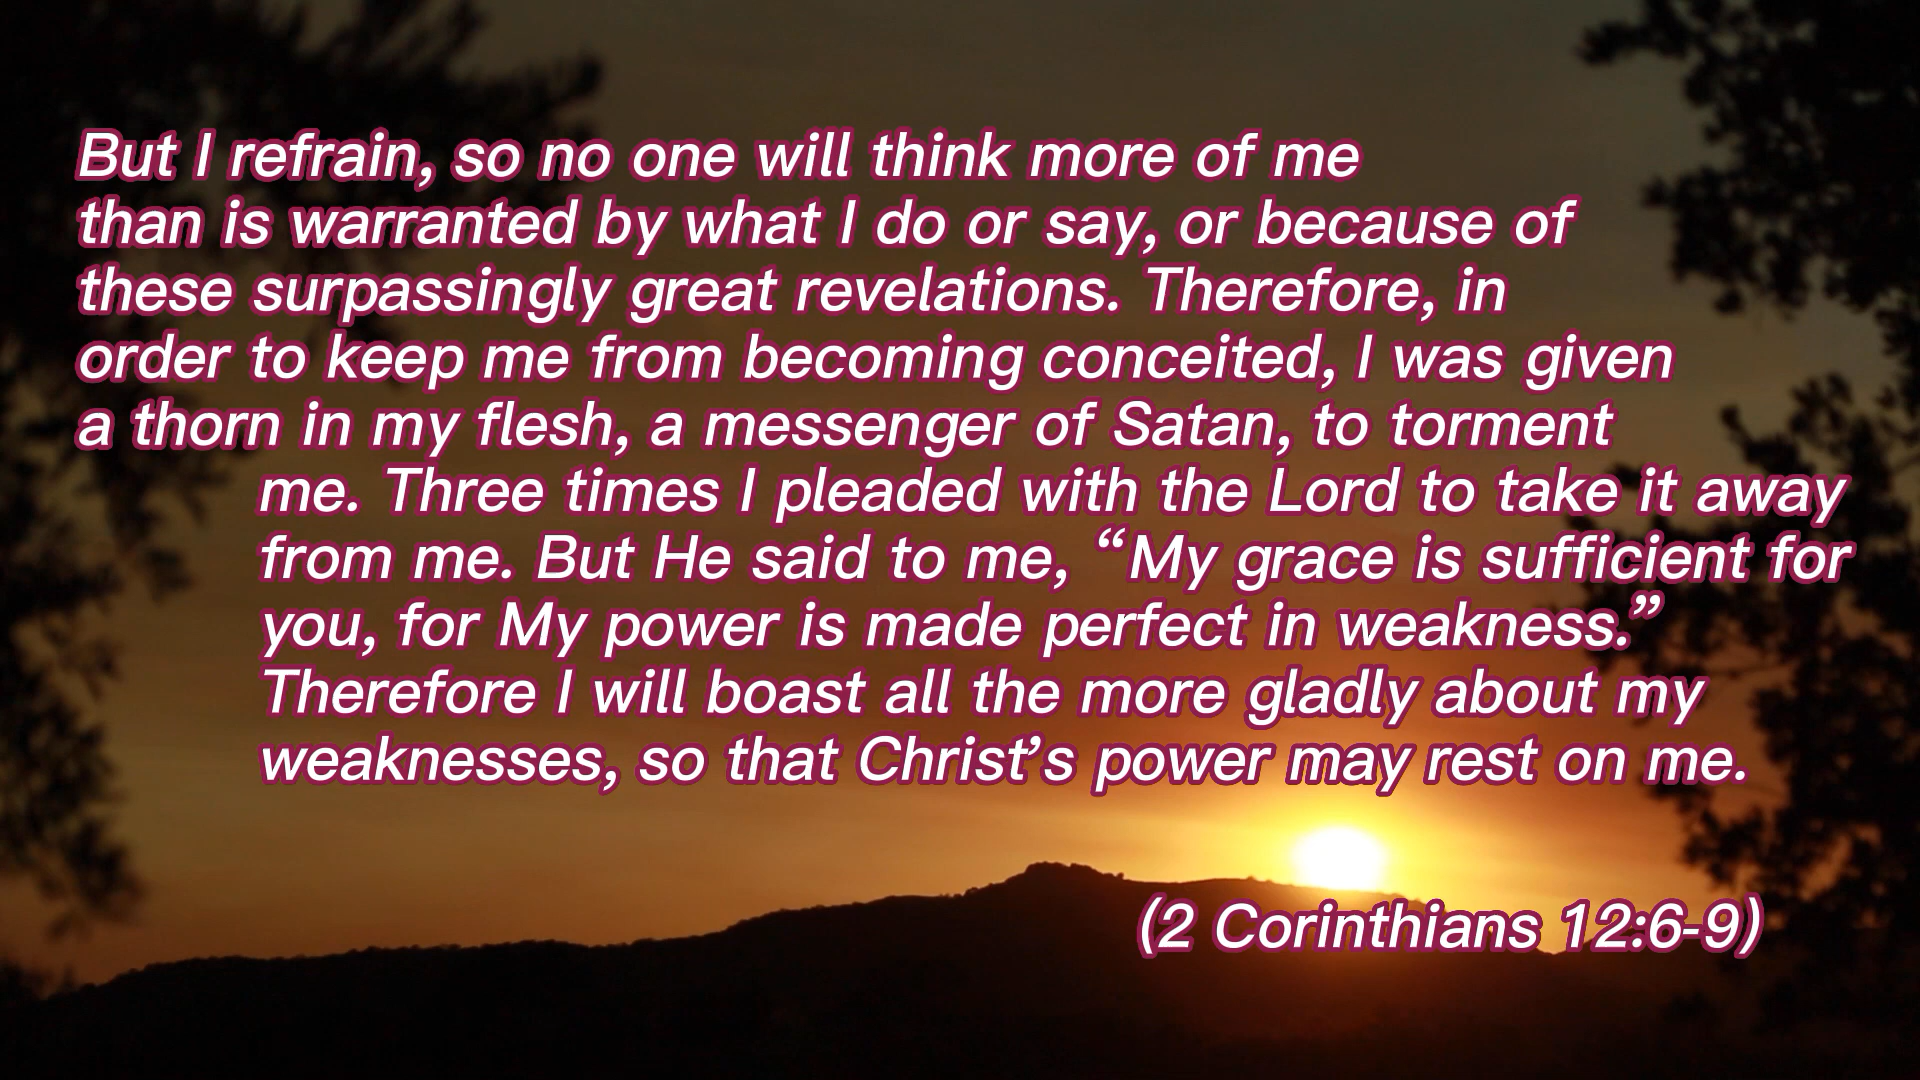 But I refrain, so no one will think more of me
than is warranted by what I do or say, or because of
these surpassingly great revelations. Therefore, in
order to keep me from becoming conceited, I was given
a thorn in my flesh, a messenger of Satan, to torment
me. Three times I pleaded with the Lord to take it away
from me. But He said to me, “My grace is sufficient for
you, for My power is made perfect in weakness.”
Therefore I will boast all the more gladly about my
weaknesses, so that Christ’s power may rest on me.
(2 Corinthians 12:6-9)